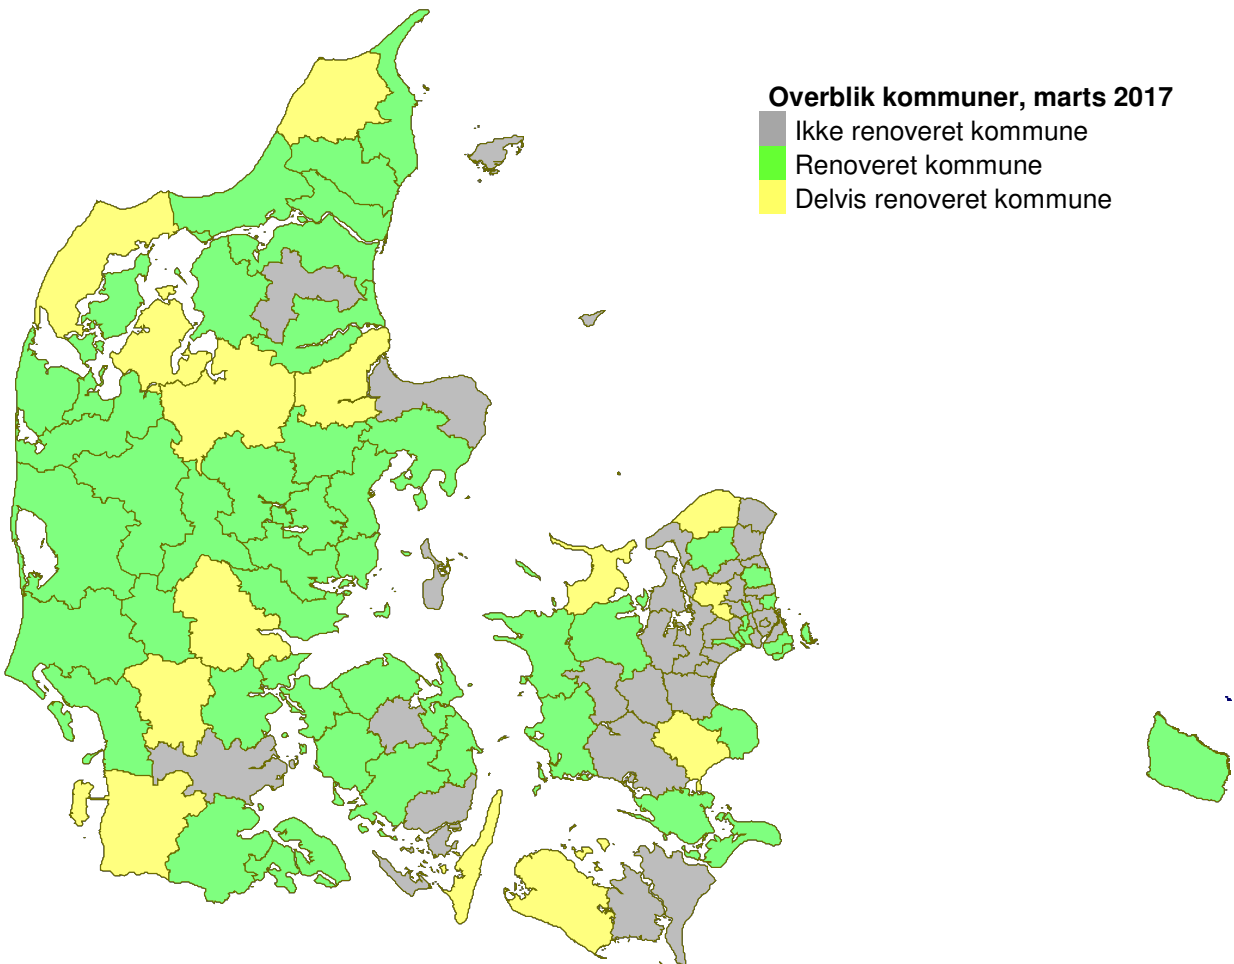 Overblik kommuner, marts 2017
Ikke renoveret kommune
Renoveret kommune
Delvis renoveret kommune